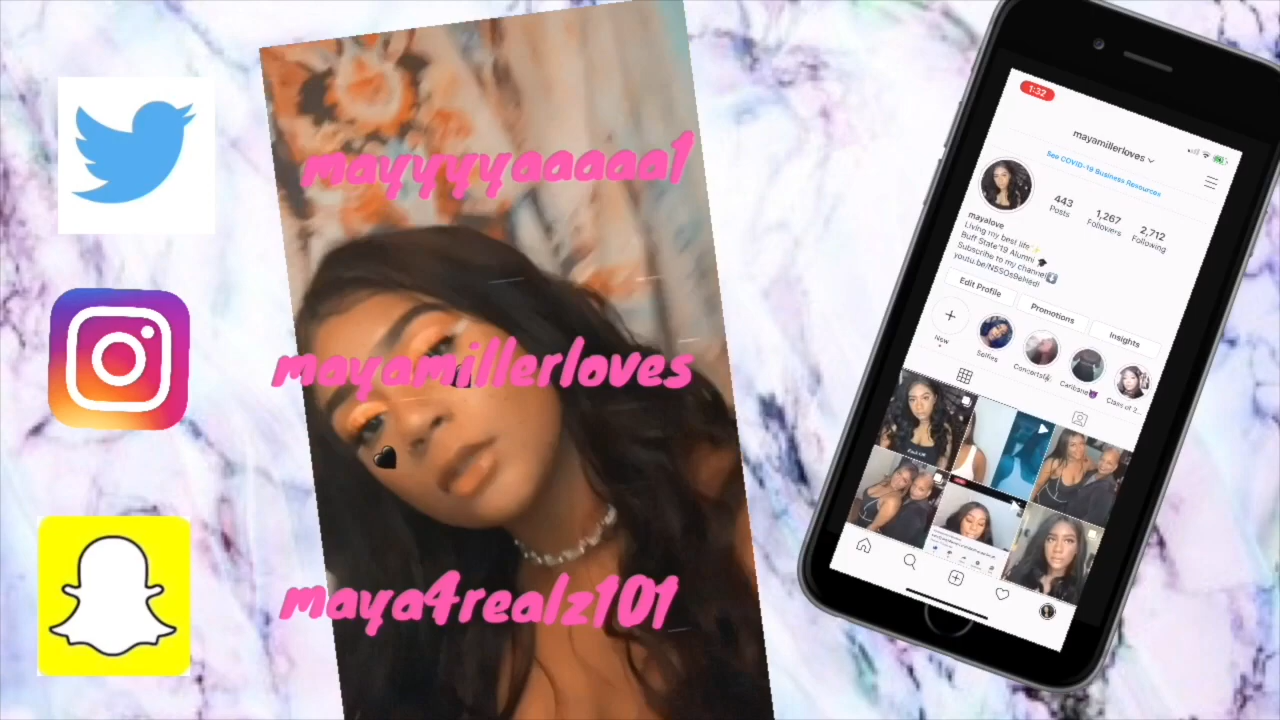 mayyyyaaaaa1
mayamillerloves
maya4realz101
1:32
mayamillerloves
See COVID-19 Business Resources
443
Posts
1,267
Followers
2,712
Following
mayalove
Living my best life✨
Buff State'19 Alumni 🎓
Subscribe to my channel⬇️
Edit Profile
Promotions
Insights
New
Selfies
Concerts
Caribana😈